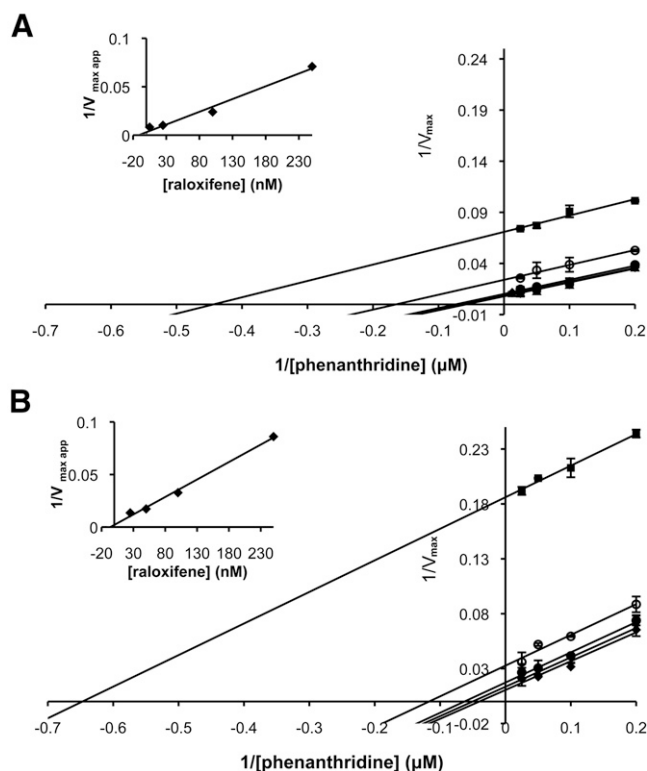 A
0.1
0.05
0
1/Vmax app
-20 30 80 130 180 230
[raloxifene] (nM)
0.24
0.19
0.14
0.09
0.04
-0.01
1/Vmax
-0.7 -0.6 -0.5 -0.4 -0.3 -0.2 -0.1 0 0.1 0.2
1/[phenanthridine] (µM)
B
0.1
0.05
0
1/Vmax app
-20 30 80 130 180 230
[raloxifene] (nM)
0.23
0.18
0.13
0.08
0.03
-0.02
1/Vmax
-0.7 -0.6 -0.5 -0.4 -0.3 -0.2 -0.1 0 0.1 0.2
1/[phenanthridine] (µM)